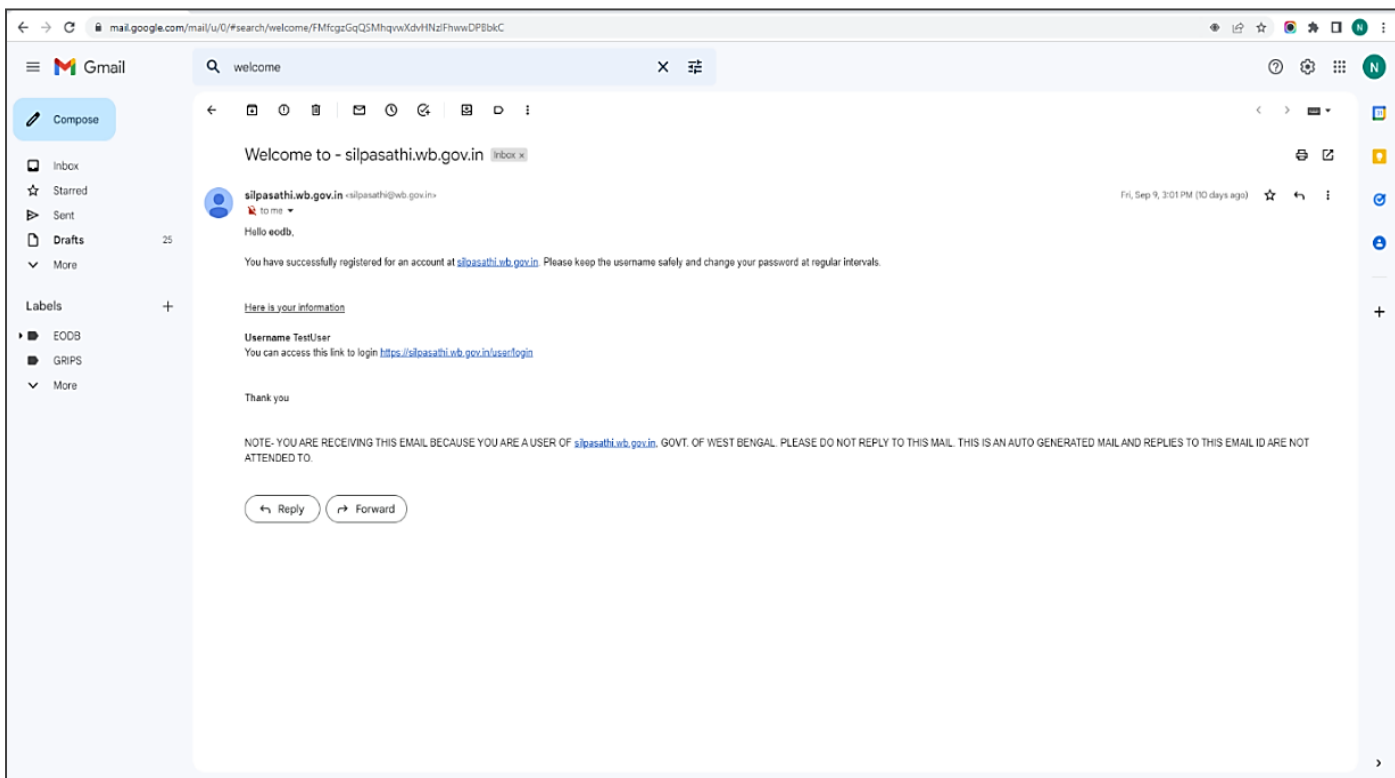 mail.google.com/mail/u/0/#search/welcome/FMfcgzGqQSMhqvwXdvHNzlFhwwDPBbkC
N
Gmail
welcome
N
Compose
Inbox
Starred
Sent
Drafts 25
More
Labels
EODB
GRIPS
More
Welcome to - silpasathi.wb.gov.in Inbox x
silpasathi.wb.gov.in <silpasathi@wb.gov.in> Fri, Sep 9, 3:01 PM (10 days ago)
to me
Hello eodb,
You have successfully registered for an account at silpasathi.wb.gov.in. Please keep the username safely and change your password at regular intervals.
Here is your information
Username TestUser
You can access this link to login https://silpasathi.wb.gov.in/user/login
Thank you
NOTE- YOU ARE RECEIVING THIS EMAIL BECAUSE YOU ARE A USER OF silpasathi.wb.gov.in, GOVT. OF WEST BENGAL. PLEASE DO NOT REPLY TO THIS MAIL. THIS IS AN AUTO GENERATED MAIL AND REPLIES TO THIS EMAIL ID ARE NOT
ATTENDED TO.
Reply Forward